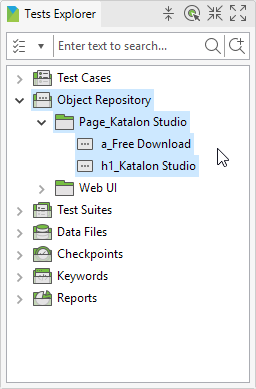 Tests Explorer
Enter text to search...
Test Cases
Object Repository
Page_Katalon Studio
a_Free Download
h1_Katalon Studio
Web UI
Test Suites
Data Files
Checkpoints
Keywords
Reports